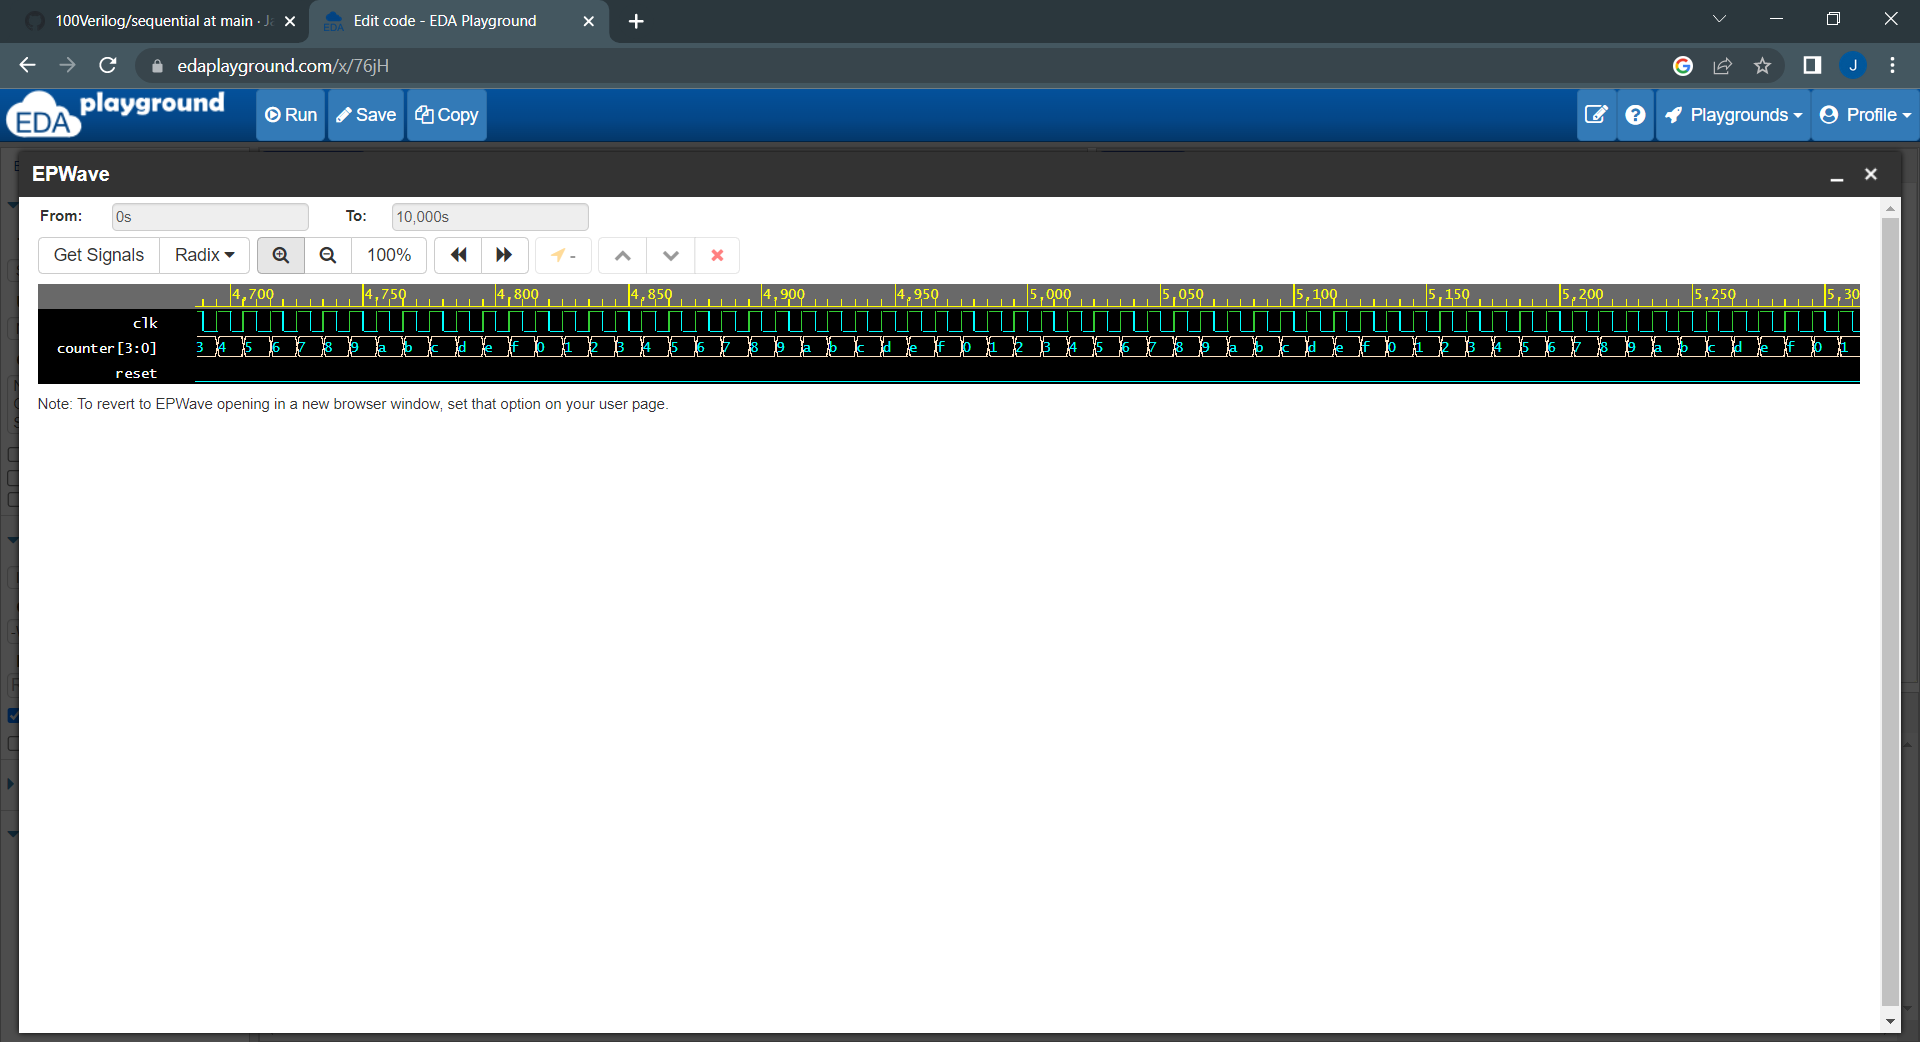 100Verilog/sequential at main · Ja
Edit code - EDA Playground
edaplayground.com/x/76jH
J
EDA playground
Run
Save
Copy
Playgrounds
Profile
EPWave
From: 0s To: 10,000s
Get Signals Radix 100% -
4,700 4,750 4,800 4,850 4,900 4,950 5,000 5,050 5,100 5,150 5,200 5,250 5,30
clk
counter[3:0] 3 4 5 6 7 8 9 a b c d e f 0 1 2 3 4 5 6 7 8 9 a b c d e f 0 1 2 3 4 5 6 7 8 9 a b c d e f 0 1 2 3 4 5 6 7 8 9 a b c d e f 0 1
reset
Note: To revert to EPWave opening in a new browser window, set that option on your user page.